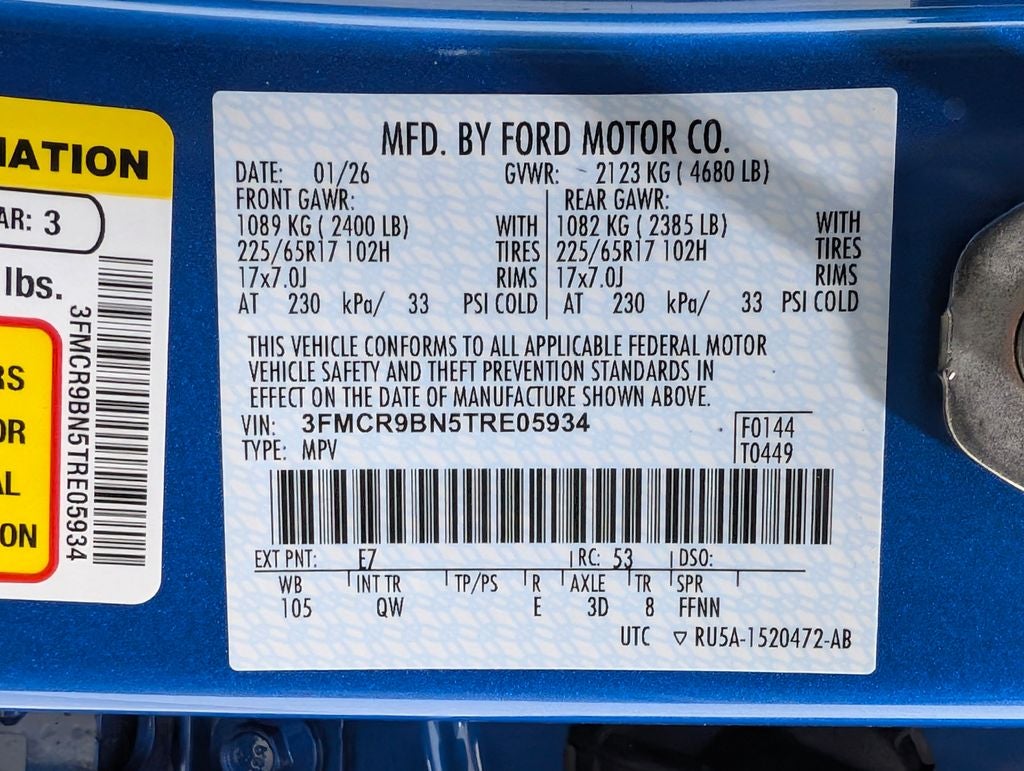 MATION
AR: 3
lbs.
RS
OR
AL
ON
3FMCR9BN5TRE05934
MFD. BY FORD MOTOR CO.
DATE: 01/26 GVWR: 2123 KG ( 4680 LB)
FRONT GAWR: REAR GAWR:
1089 KG ( 2400 LB) WITH 1082 KG ( 2385 LB) WITH
225/65R17 102H TIRES 225/65R17 102H TIRES
17x7.0J RIMS 17x7.0J RIMS
AT 230 kPa/ 33 PSI COLD AT 230 kPa/ 33 PSI COLD
THIS VEHICLE CONFORMS TO ALL APPLICABLE FEDERAL MOTOR
VEHICLE SAFETY AND THEFT PREVENTION STANDARDS IN
EFFECT ON THE DATE OF MANUFACTURE SHOWN ABOVE.
VIN: 3FMCR9BN5TRE05934 F0144
TYPE: MPV T0449
EXT PNT: E7 RC: 53 DSO:
WB INT TR TP/PS R AXLE TR SPR
105 QW E 3D 8 FFNN
UTC ▽ RU5A-1520472-AB